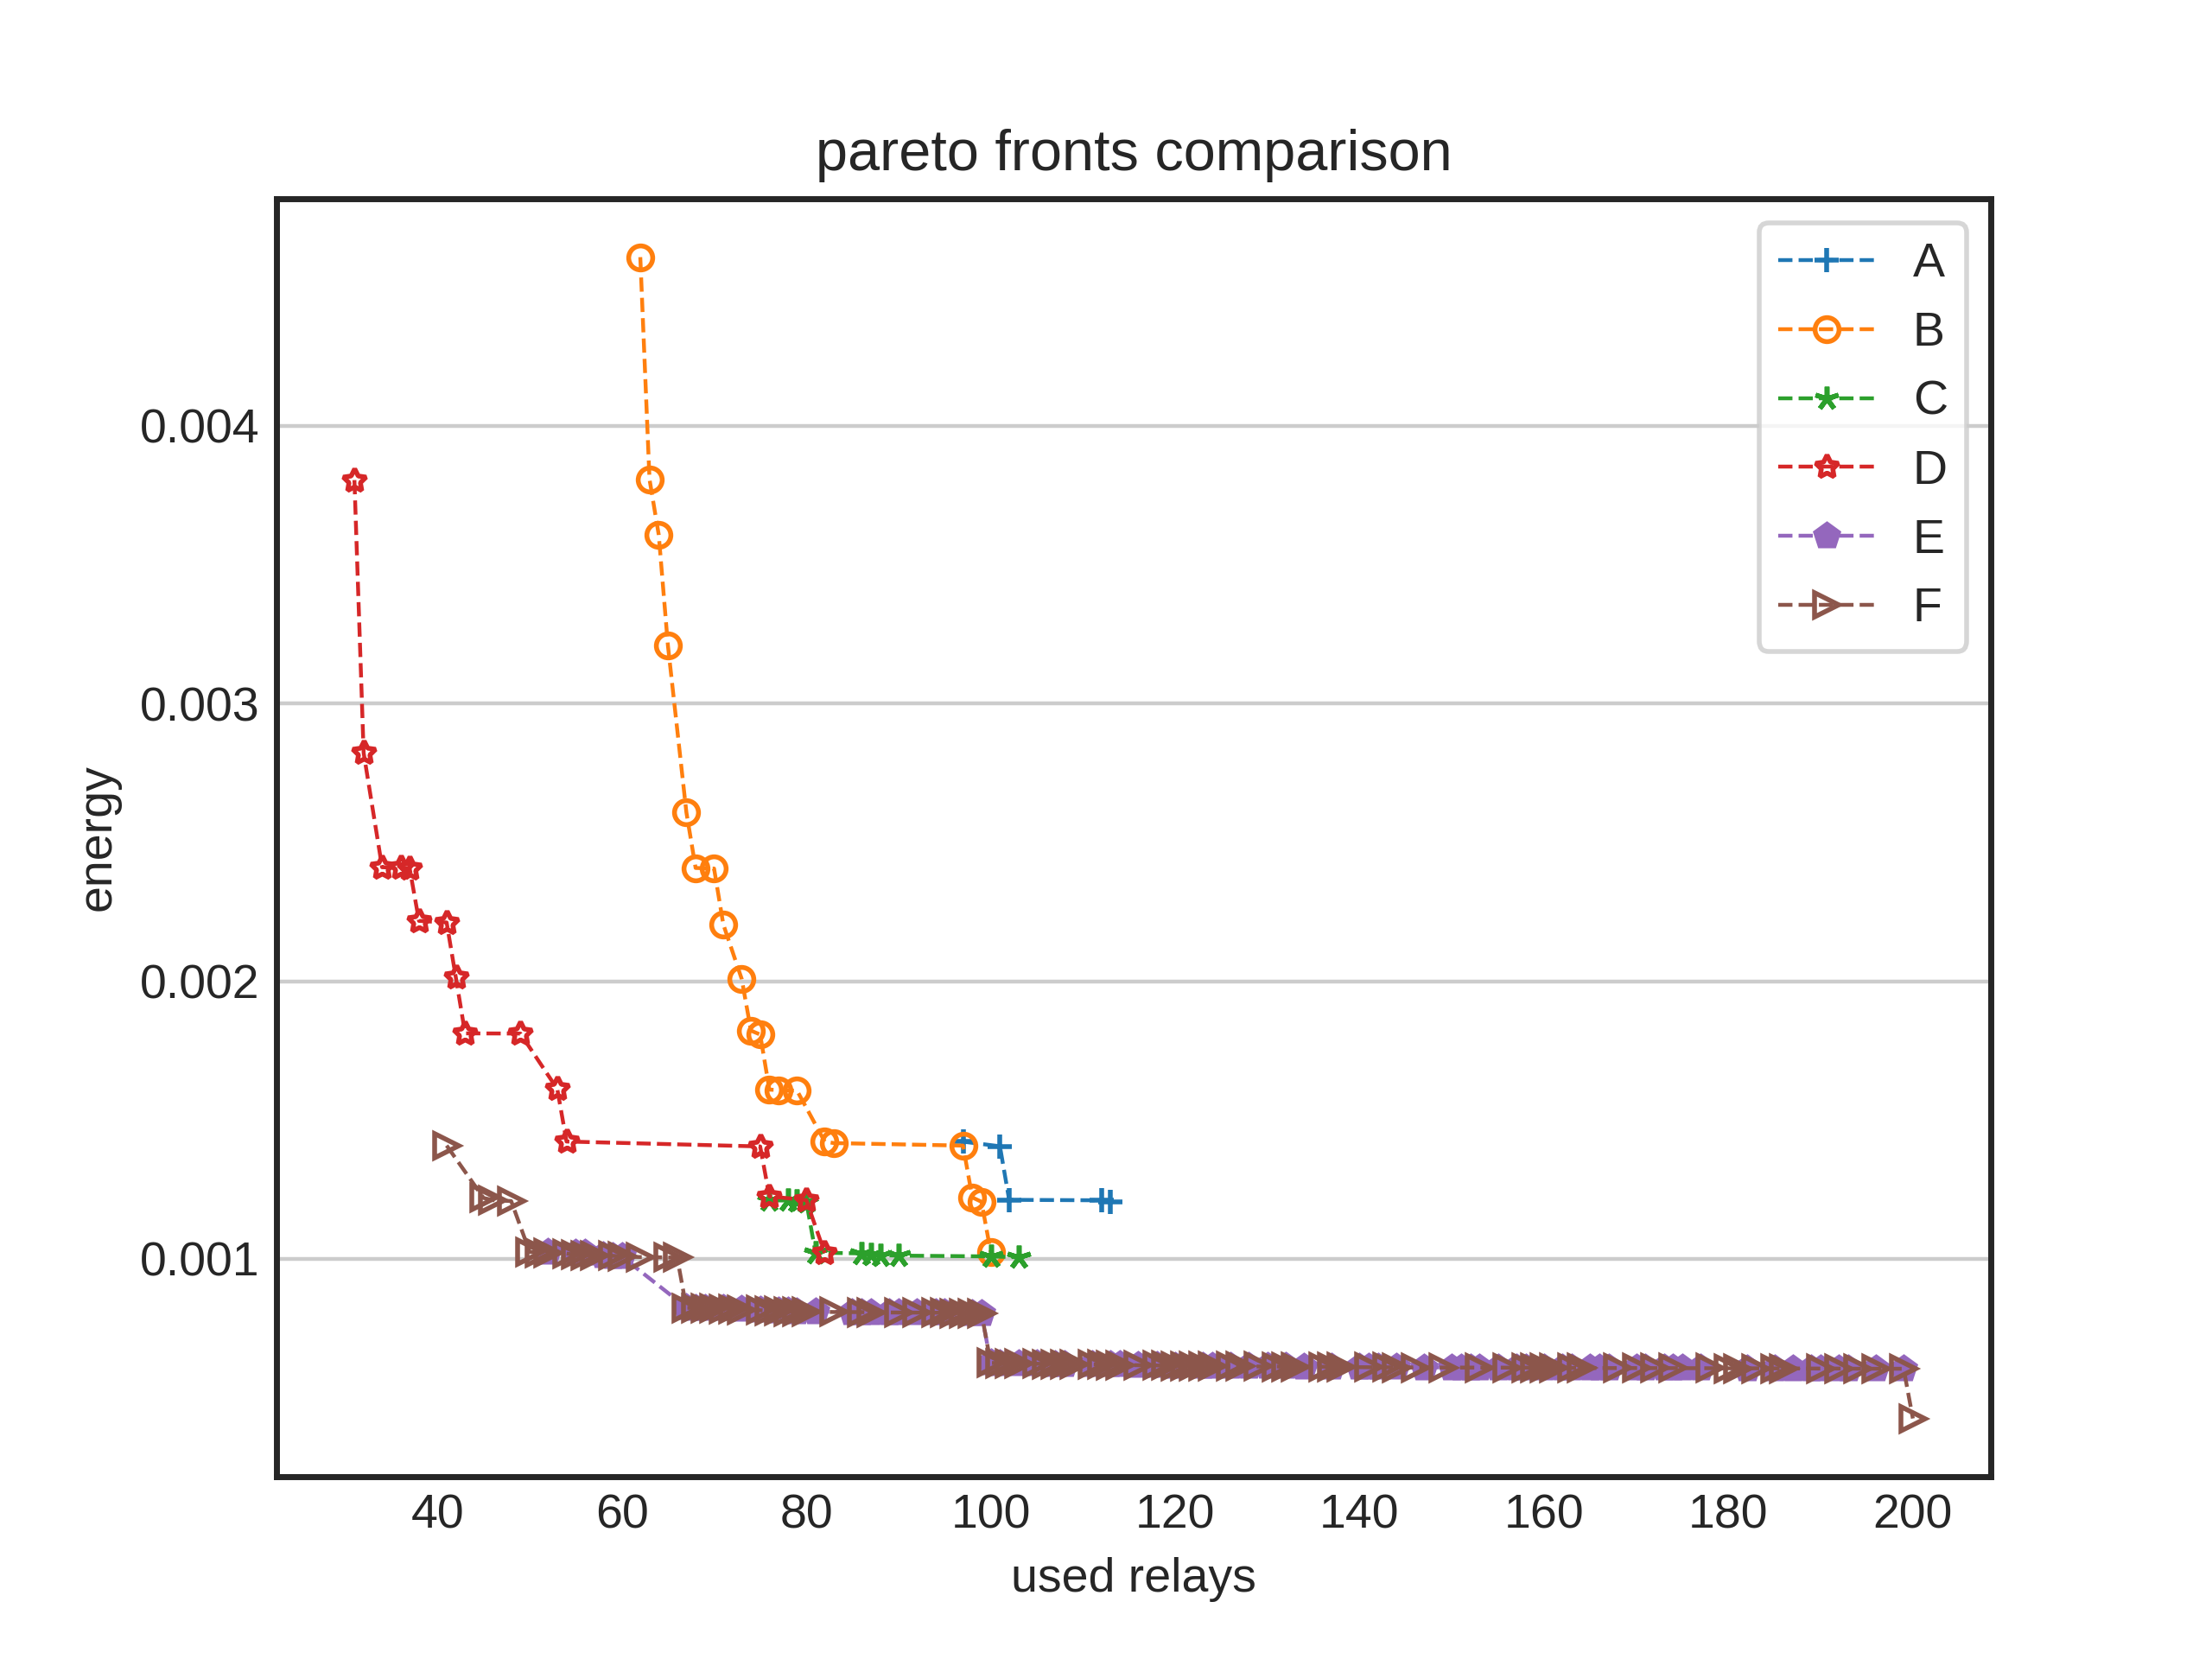 pareto fronts comparison
A
B
C
D
E
F
0.004
0.003
0.002
0.001
energy
40 60 80 100 120 140 160 180 200
used relays